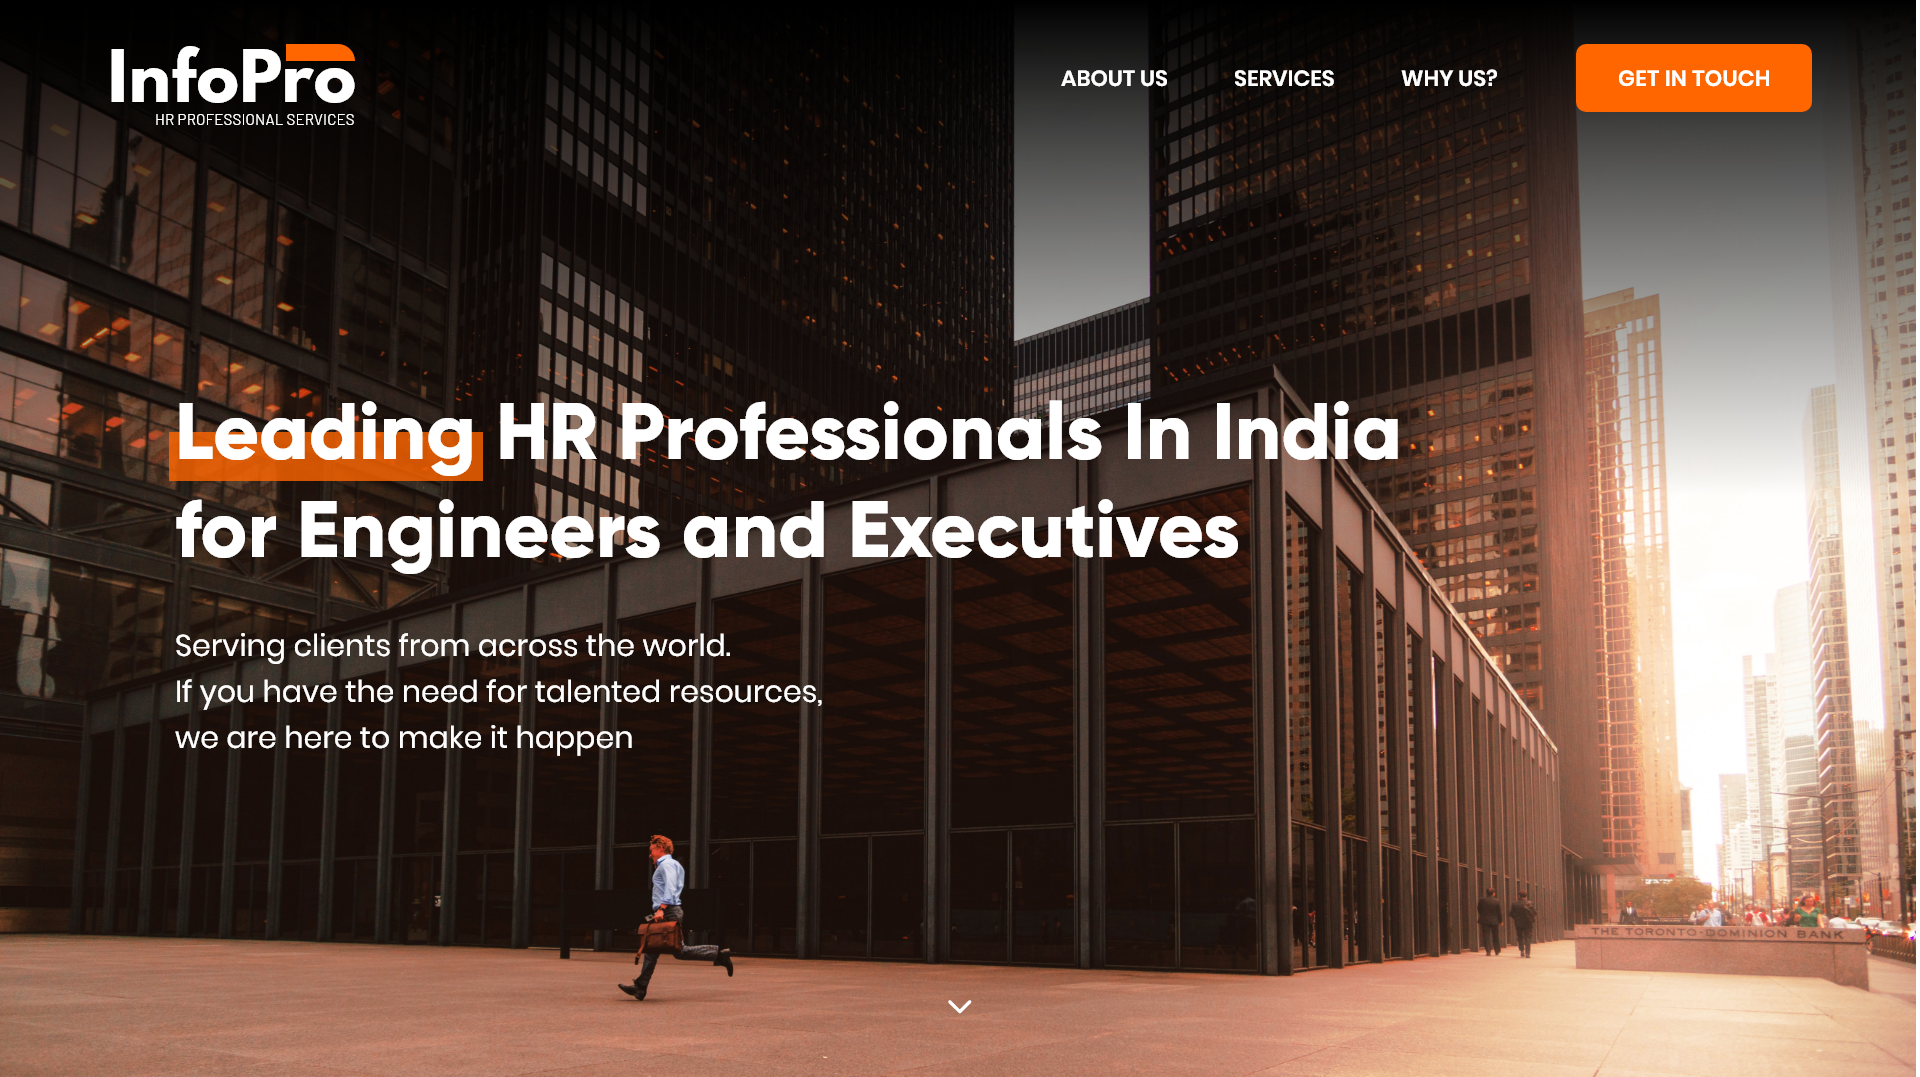 InfoPro
HR PROFESSIONAL SERVICES
ABOUT US
SERVICES
WHY US?
GET IN TOUCH
Leading HR Professionals In India
for Engineers and Executives
Serving clients from across the world.
If you have the need for talented resources,
we are here to make it happen
THE TORONTO-DOMINION BANK